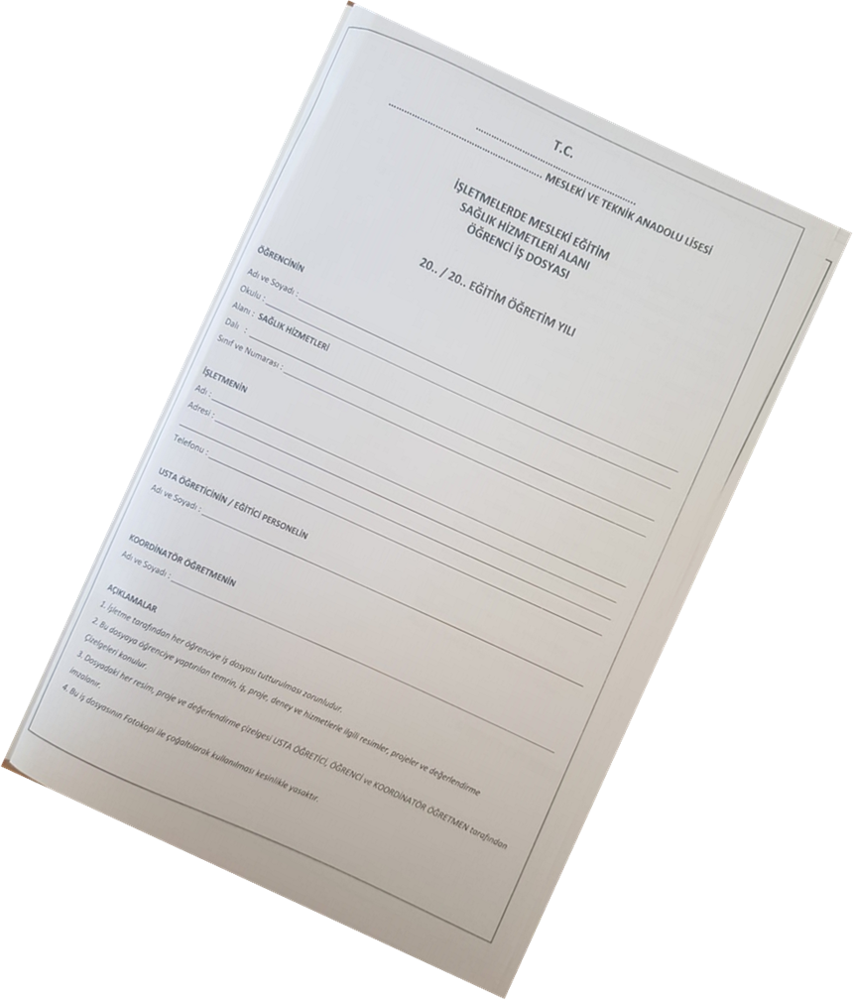 T.C.
................................................
................................................ MESLEKİ VE TEKNİK ANADOLU LİSESİ
İŞLETMELERDE MESLEKİ EĞİTİM
SAĞLIK HİZMETLERİ ALANI
ÖĞRENCİ İŞ DOSYASI
20.. / 20.. EĞİTİM ÖĞRETİM YILI
ÖĞRENCİNİN
Adı ve Soyadı :
Okulu :
Alanı : SAĞLIK HİZMETLERİ
Dalı :
Sınıf ve Numarası :
İŞLETMENİN
Adı :
Adresi :
Telefonu :
USTA ÖĞRETİCİNİN / EĞİTİCİ PERSONELİN
Adı ve Soyadı :
KOORDİNATÖR ÖĞRETMENİN
Adı ve Soyadı :
AÇIKLAMALAR
1. İşletme tarafından her öğrenciye iş dosyası tutturulması zorunludur.
2. Bu dosyaya öğrenciye yaptırılan temrin, iş, proje, deney ve hizmetlerle ilgili resimler, projeler ve değerlendirme
Çizelgeleri konulur.
3. Dosyadaki her resim, proje ve değerlendirme çizelgesi USTA ÖĞRETİCİ, ÖĞRENCİ ve KOORDİNATÖR ÖĞRETMEN tarafından
imzalanır.
4. Bu iş dosyasının Fotokopi ile çoğaltılarak kullanılması kesinlikle yasaktır.